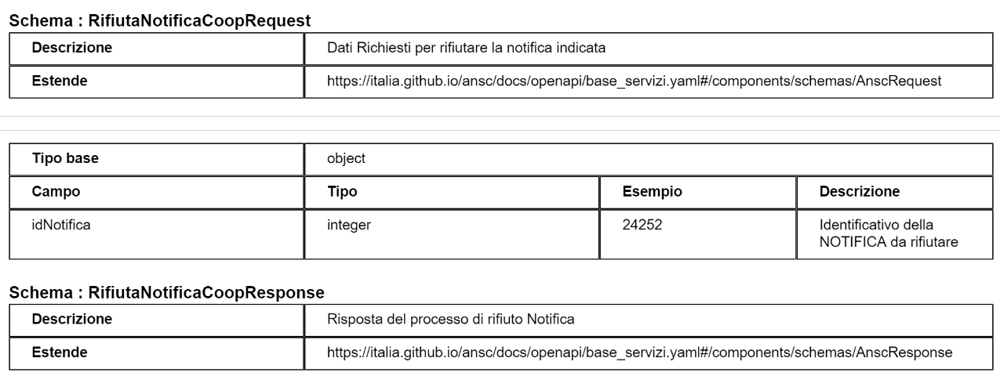 Schema : RifiutaNotificaCoopRequest
Descrizione Dati Richiesti per rifiutare la notifica indicata
Estende https://italia.github.io/ansc/docs/openapi/base_servizi.yaml#/components/schemas/AnscRequest
Tipo base object
Campo Tipo Esempio Descrizione
idNotifica integer 24252 Identificativo della
NOTIFICA da rifiutare
Schema : RifiutaNotificaCoopResponse
Descrizione Risposta del processo di rifiuto Notifica
Estende https://italia.github.io/ansc/docs/openapi/base_servizi.yaml#/components/schemas/AnscResponse